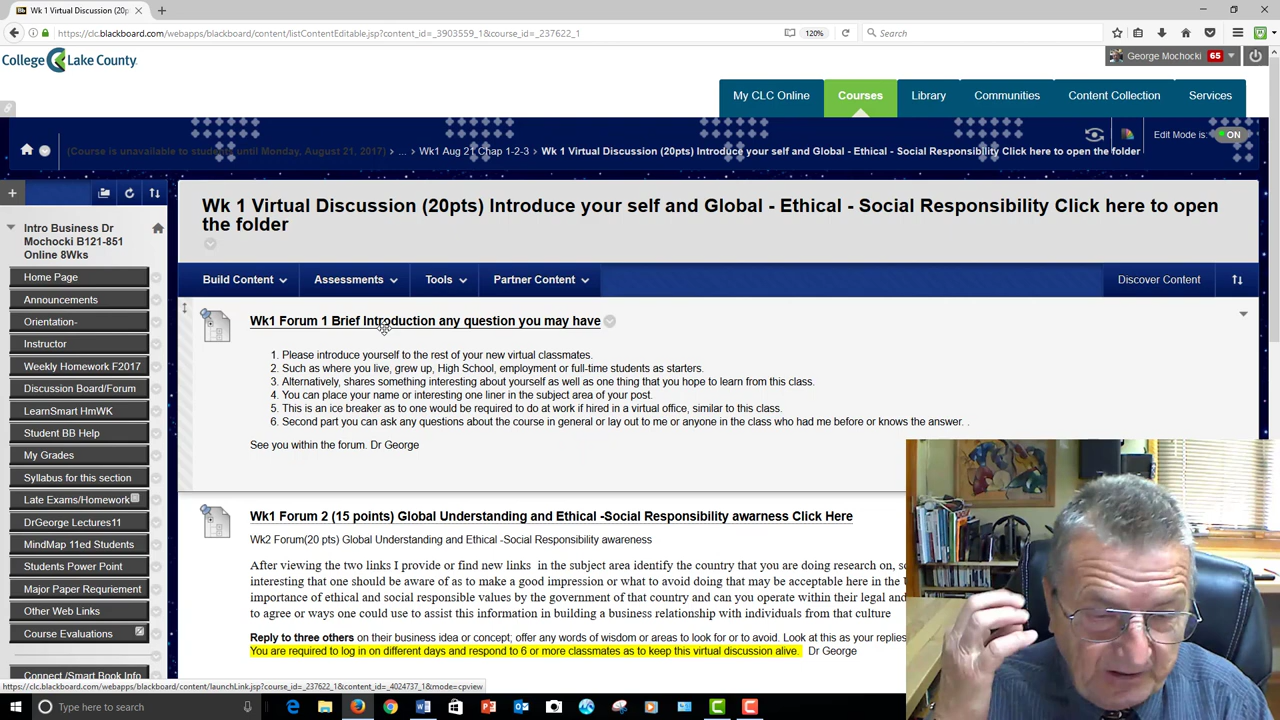 Wk 1 Virtual Discussion (20p
https://clc.blackboard.com/webapps/blackboard/content/listContentEditable.jsp?content_id=_3903559_1&course_id=_237622_1
120%
Search
College Lake County
George Mochocki 65
My CLC Online
Courses
Library
Communities
Content Collection
Services
Edit Mode is: ON
(Course is unavailable to students until Monday, August 21, 2017) > ... > Wk1 Aug 21 Chap 1-2-3 > Wk 1 Virtual Discussion (20pts) Introduce your self and Global - Ethical - Social Responsibility Click here to open the folder
Intro Business Dr
Mochocki B121-851
Online 8Wks
Home Page
Announcements
Orientation-
Instructor
Weekly Homework F2017
Discussion Board/Forum
LearnSmart HmWK
Student BB Help
My Grades
Syllabus for this section
Late Exams/Homework
DrGeorge Lectures11
MindMap 11ed Students
Students Power Point
Major Paper Requriement
Other Web Links
Course Evaluations
Connect /Smart Book Info
Wk 1 Virtual Discussion (20pts) Introduce your self and Global - Ethical - Social Responsibility Click here to open
the folder
Build Content
Assessments
Tools
Partner Content
Discover Content
Wk1 Forum 1 Brief Introduction any question you may have
1. Please introduce yourself to the rest of your new virtual classmates.
2. Such as where you live, grew up, High School, employment or full-time students as starters.
3. Alternatively, shares something interesting about yourself as well as one thing that you hope to learn from this class.
4. You can place your name or interesting one liner in the subject area of your post.
5. This is an ice breaker as to one would be required to do at work if hired in a virtual office, similar to this class.
6. Second part you can ask any questions about the course in general or lay out to me or anyone in the class who had me before or knows the answer. .
See you within the forum. Dr George
Wk1 Forum 2 (15 points) Global Understanding and Ethical -Social Responsibility awarness Click Here
Wk2 Forum(20 pts) Global Understanding and Ethical -Social Responsibility awareness
After viewing the two links I provide or find new links in the subject area identify the country that you are doing research on, so
interesting that one should be aware of as to make a good impression or what to avoid doing that may be acceptable here in the U
importance of ethical and social responsible values by the government of that country and can you operate within their legal and
to agree or ways one could use to assist this information in building a business relationship with individuals from that culture
Reply to three others on their business idea or concept; offer any words of wisdom or areas to look for or to avoid. Look at this as your replies
You are required to log in on different days and respond to 6 or more classmates as to keep this virtual discussion alive. Dr George
https://clc.blackboard.com/webapps/blackboard/content/launchLink.jsp?course_id=_237622_1&content_id=_4024737_1&mode=cpview
Type here to search